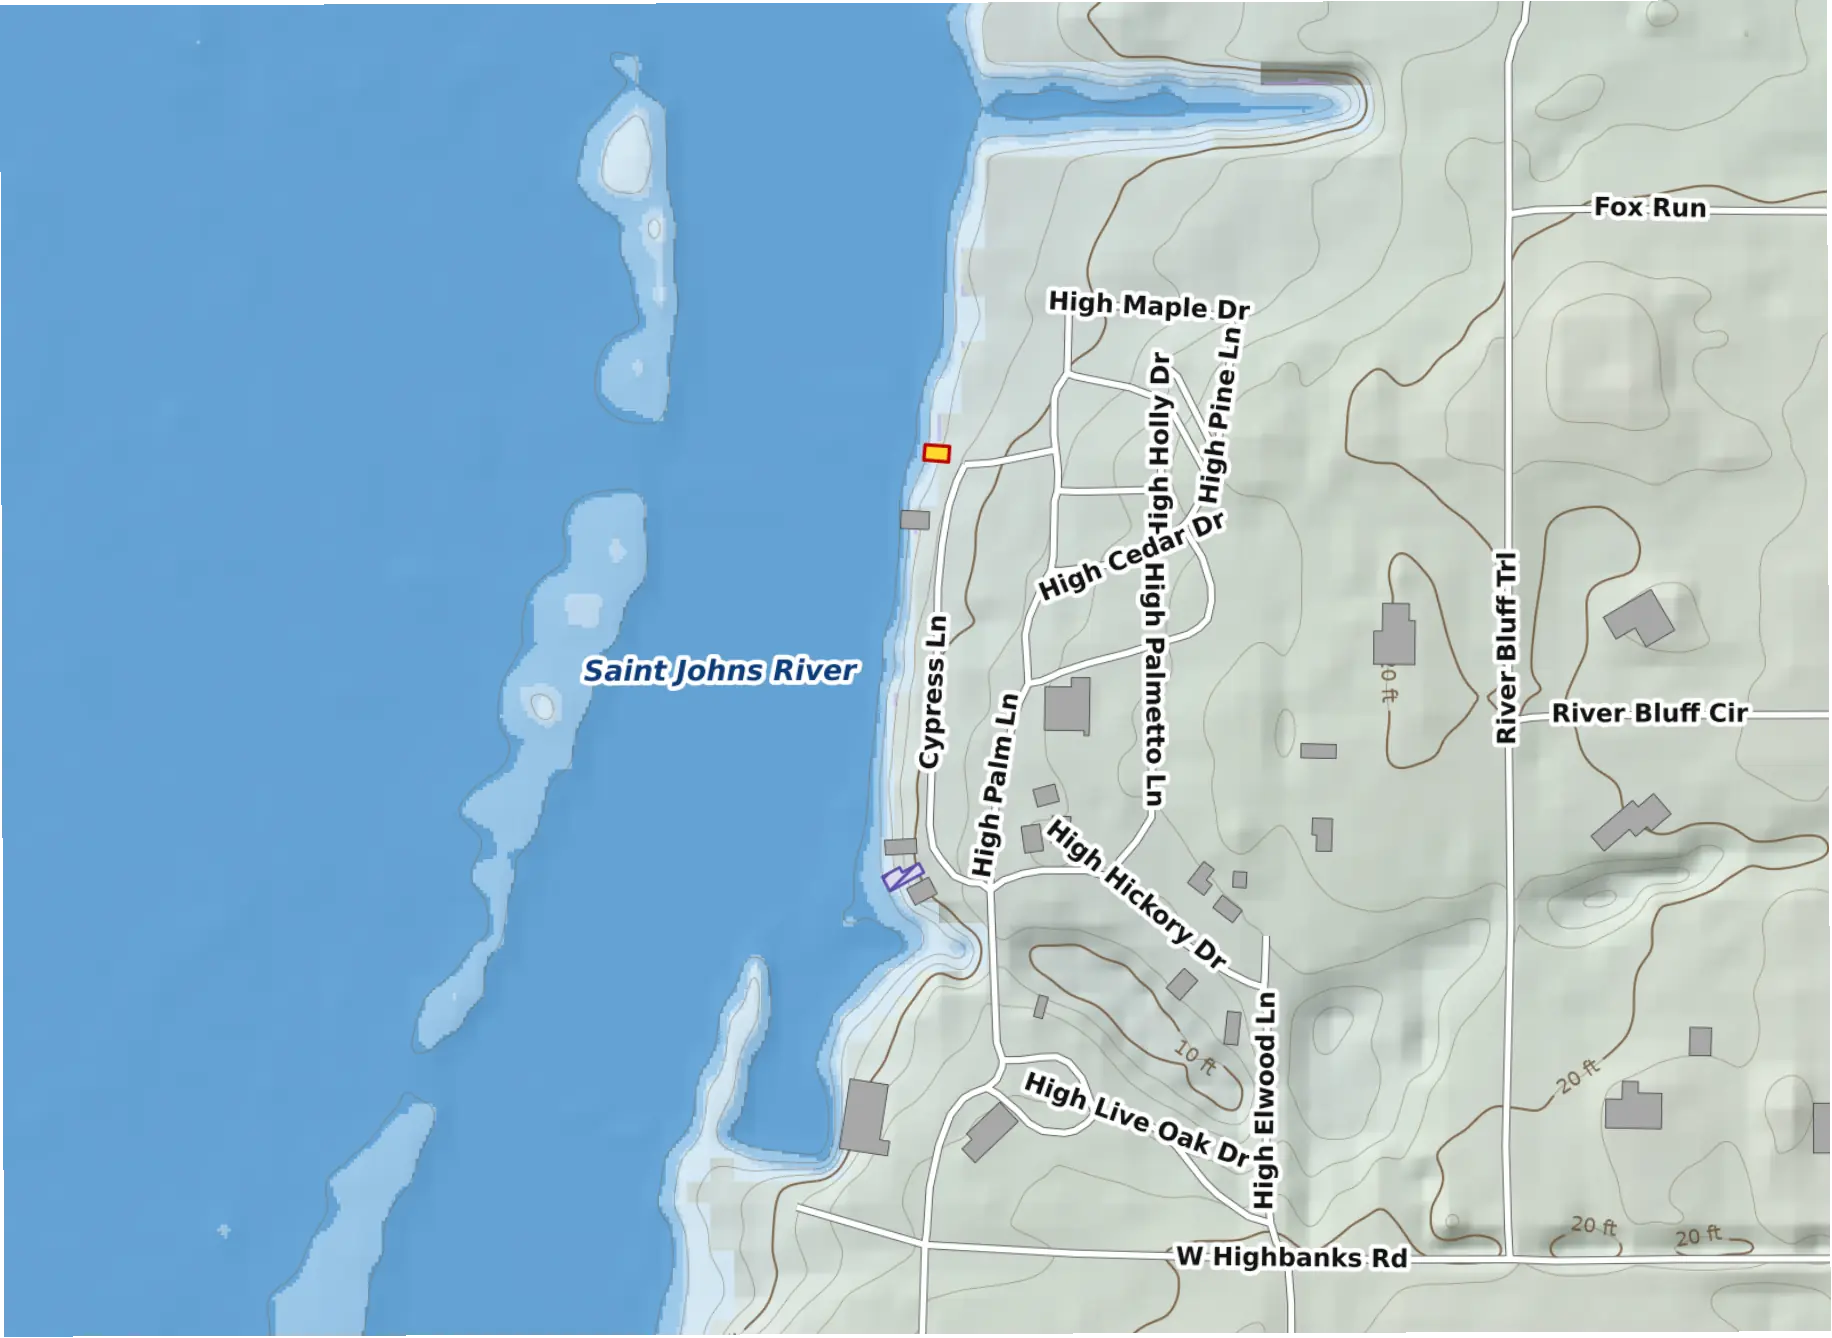 Fox Run
High Maple Dr
High Holly Dr
High Pine Ln
High Cedar Dr
High Palmetto Ln
River Bluff Trl
Saint Johns River
Cypress Ln
High Palm Ln
River Bluff Cir
High Hickory Dr
10 ft
20 ft
High Live Oak Dr
High Elwood Ln
20 ft
20 ft
W Highbanks Rd